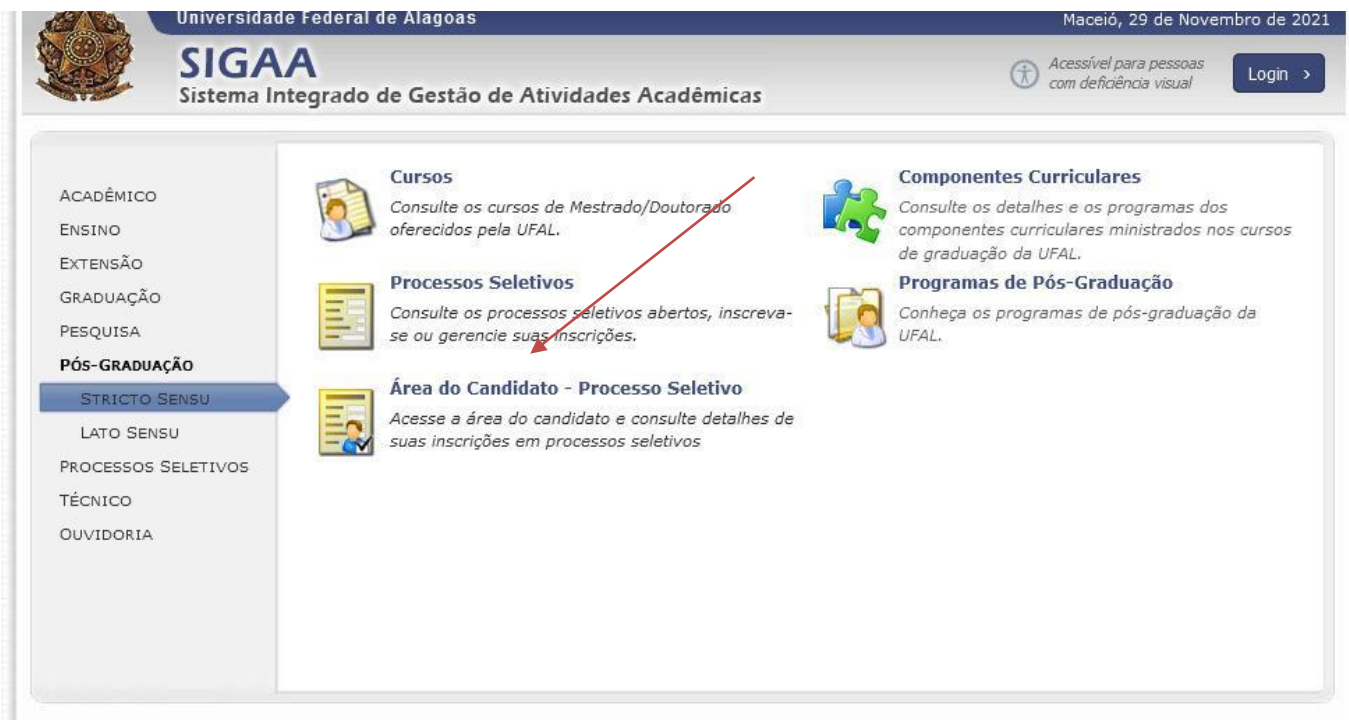 Universidade Federal de Alagoas
Maceió, 29 de Novembro de 2021
SIGAA
Sistema Integrado de Gestão de Atividades Acadêmicas
Acessível para pessoas
com deficiência visual
Login ›
Acadêmico
Ensino
Extensão
Graduação
Pesquisa
Pós-Graduação
Stricto Sensu
Lato Sensu
Processos Seletivos
Técnico
Ouvidoria
Cursos
Consulte os cursos de Mestrado/Doutorado
oferecidos pela UFAL.
Componentes Curriculares
Consulte os detalhes e os programas dos
componentes curriculares ministrados nos cursos
de graduação da UFAL.
Processos Seletivos
Consulte os processos seletivos abertos, inscreva-
se ou gerencie suas inscrições.
Programas de Pós-Graduação
Conheça os programas de pós-graduação da
UFAL.
Área do Candidato - Processo Seletivo
Acesse a área do candidato e consulte detalhes de
suas inscrições em processos seletivos